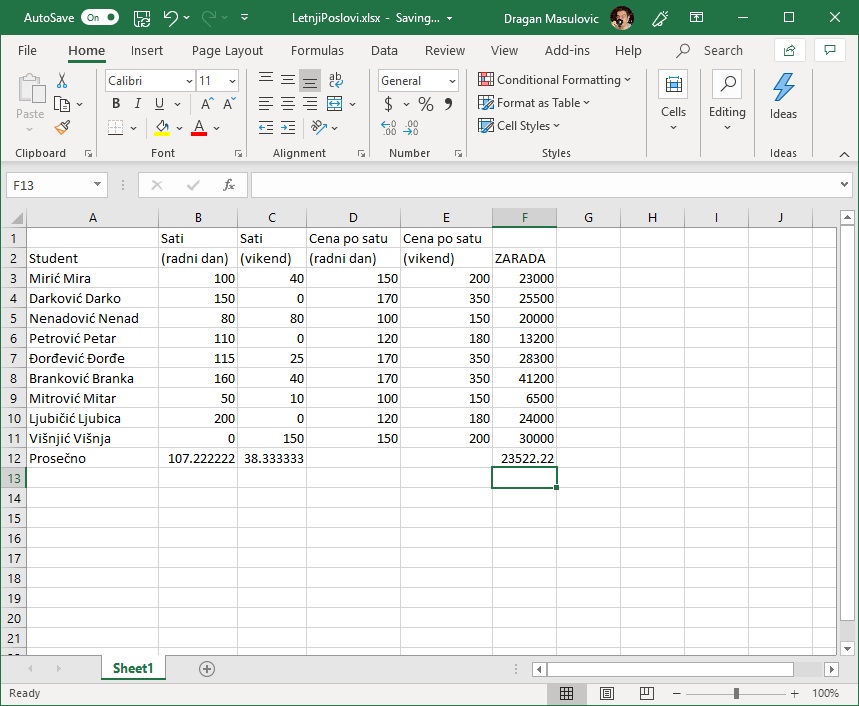 AutoSave On LetnjiPoslovi.xlsx - Saving... Dragan Masulovic
File Home Insert Page Layout Formulas Data Review View Add-ins Help Search
Paste
Calibri 11
B I U A A
A
ab c
General
$ % 9
.00 .00
Conditional Formatting
Format as Table
Cell Styles
Cells
Editing
Ideas
Clipboard Font Alignment Number Styles Ideas
F13 fx
A B C D E F G H I J
1 Sati Sati Cena po satu Cena po satu
2 Student (radni dan) (vikend) (radni dan) (vikend) ZARADA
3 Mirić Mira 100 40 150 200 23000
4 Darković Darko 150 0 170 350 25500
5 Nenadović Nenad 80 80 100 150 20000
6 Petrović Petar 110 0 120 180 13200
7 Đorđević Đorđe 115 25 170 350 28300
8 Branković Branka 160 40 170 350 41200
9 Mitrović Mitar 50 10 100 150 6500
10 Ljubičić Ljubica 200 0 120 180 24000
11 Višnjić Višnja 0 150 150 200 30000
12 Prosečno 107.222222 38.333333 23522.22
13
14
15
16
17
18
19
20
21
Sheet1
Ready 100%